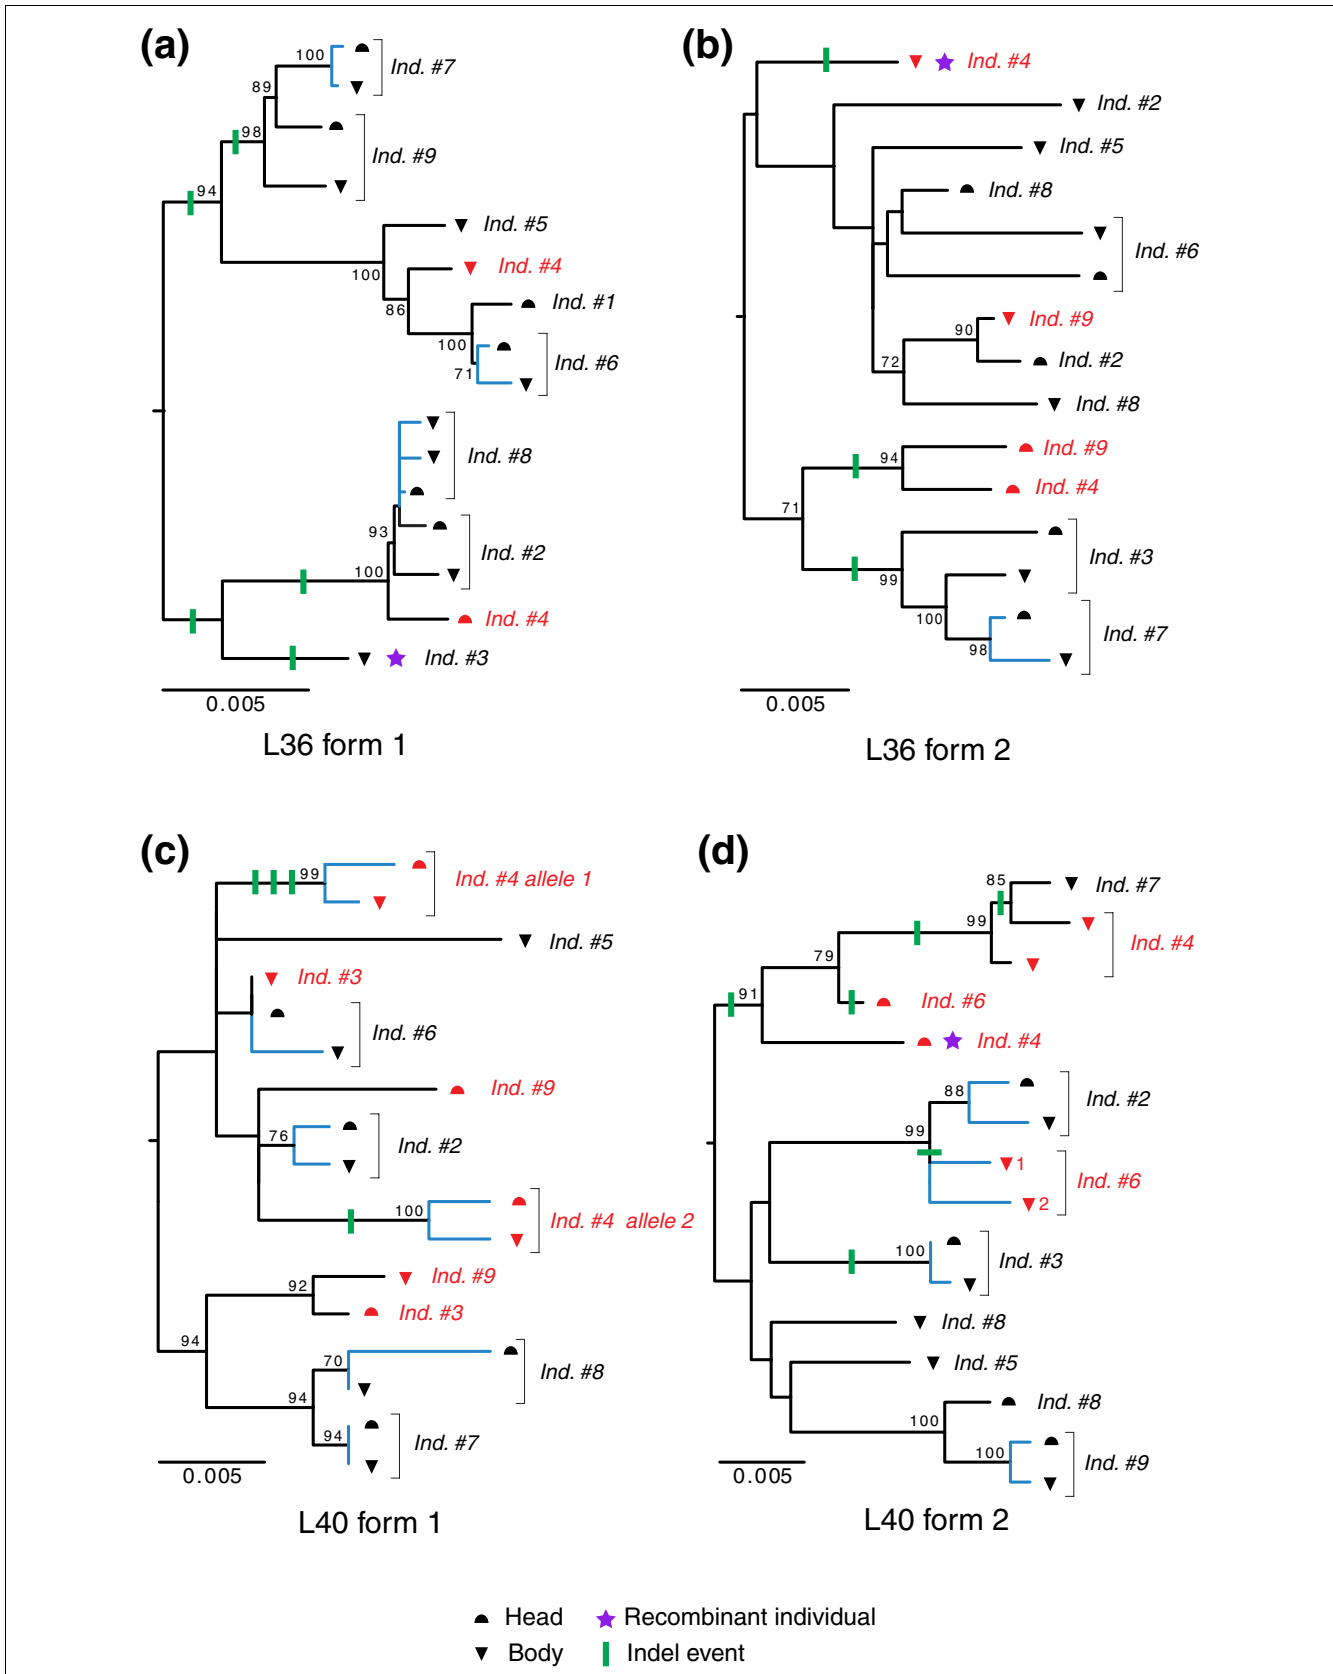 (a)
100
Ind. #7
89
98
Ind. #9
94
Ind. #5
100
Ind. #4
86
Ind. #1
100
Ind. #6
71
Ind. #8
93
Ind. #2
100
Ind. #4
Ind. #3
0.005
L36 form 1
(b)
Ind. #4
Ind. #2
Ind. #5
Ind. #8
Ind. #6
Ind. #9
90
Ind. #2
72
Ind. #8
94
Ind. #9
Ind. #4
71
Ind. #3
99
100
Ind. #7
98
0.005
L36 form 2
(c)
99
Ind. #4 allele 1
Ind. #5
Ind. #3
Ind. #6
Ind. #9
76
Ind. #2
100
Ind. #4 allele 2
92
Ind. #9
Ind. #3
94
70
Ind. #8
94
94
Ind. #7
0.005
L40 form 1
(d)
85
Ind. #7
99
Ind. #4
79
91
Ind. #6
Ind. #4
88
Ind. #2
99
1
Ind. #6
2
100
Ind. #3
Ind. #8
Ind. #5
Ind. #8
100
100
Ind. #9
0.005
L40 form 2
Head
Recombinant individual
Body
Indel event